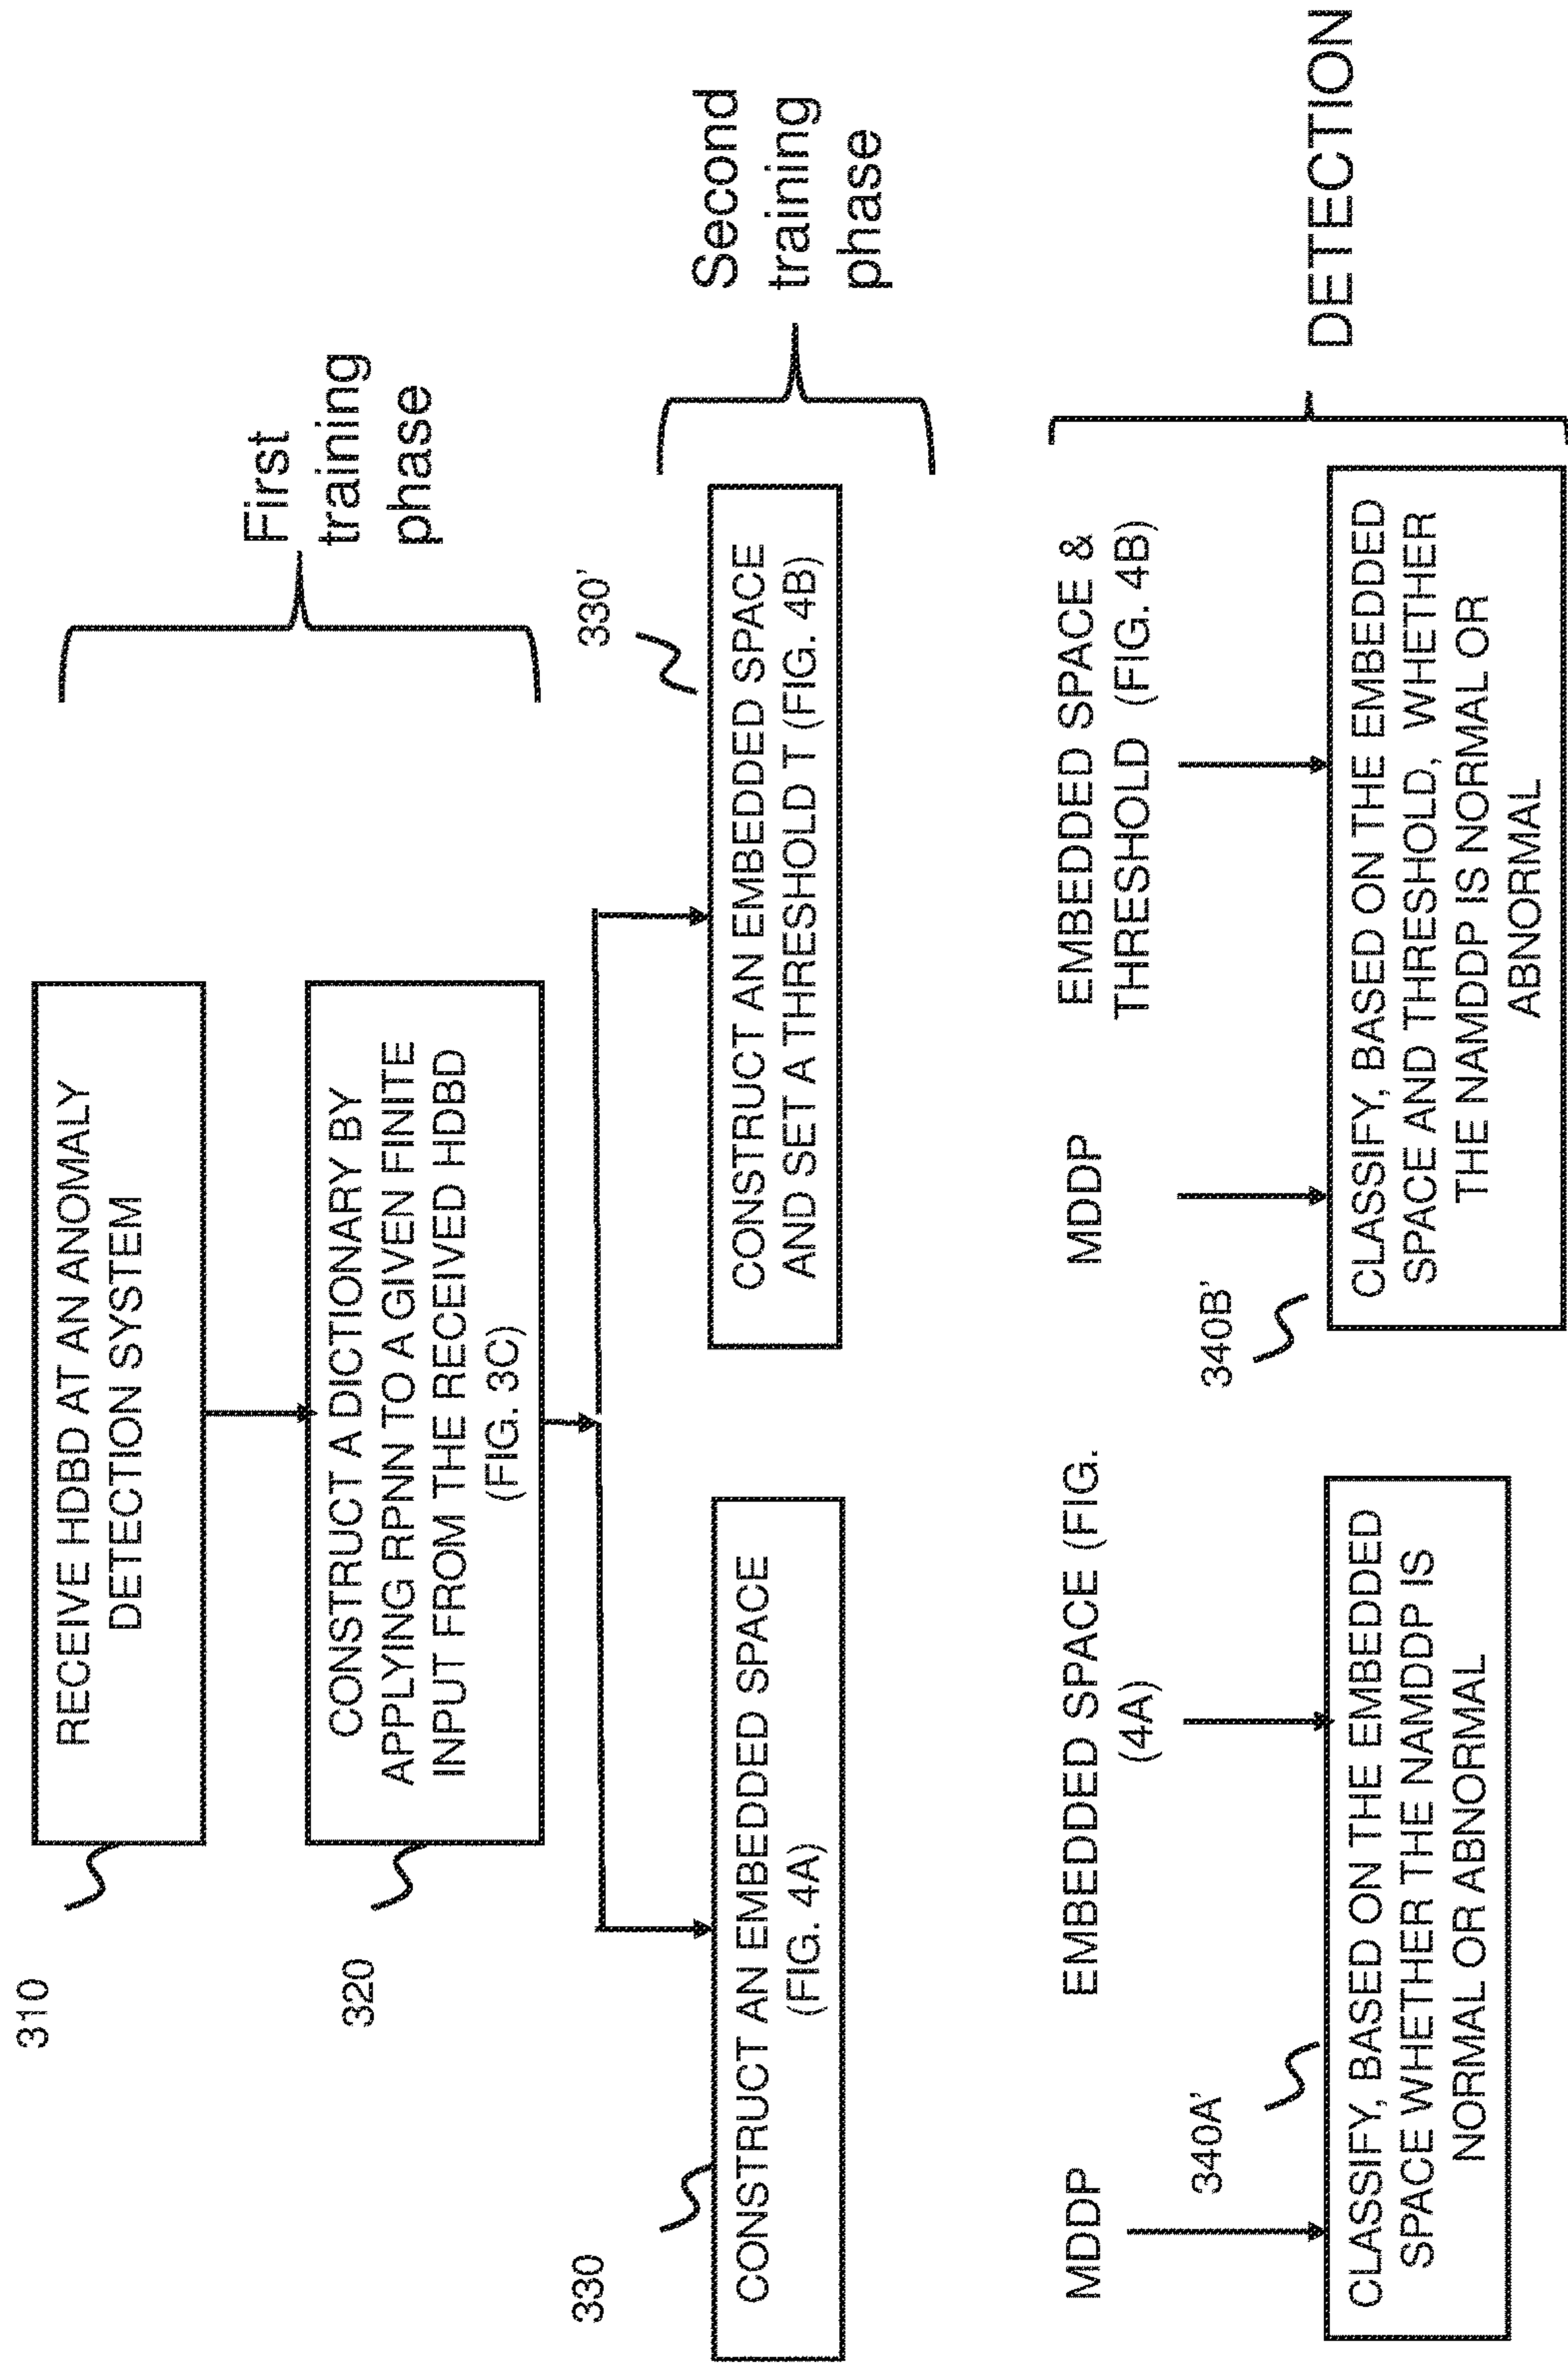 310
RECEIVE HDBD AT AN ANOMALY
DETECTION SYSTEM
First
training
phase
320
CONSTRUCT A DICTIONARY BY
APPLYING RPNN TO A GIVEN FINITE
INPUT FROM THE RECEIVED HDBD
(FIG. 3C)
330
CONSTRUCT AN EMBEDDED SPACE
(FIG. 4A)
330'
CONSTRUCT AN EMBEDDED SPACE
AND SET A THRESHOLD T (FIG. 4B)
Second
training
phase
MDDP
EMBEDDED SPACE (FIG.
(4A)
340A'
CLASSIFY, BASED ON THE EMBEDDED
SPACE WHETHER THE NAMDDP IS
NORMAL OR ABNORMAL
MDDP
EMBEDDED SPACE &
THRESHOLD (FIG. 4B)
340B'
CLASSIFY, BASED ON THE EMBEDDED
SPACE AND THRESHOLD, WHETHER
THE NAMDDP IS NORMAL OR
ABNORMAL
DETECTION